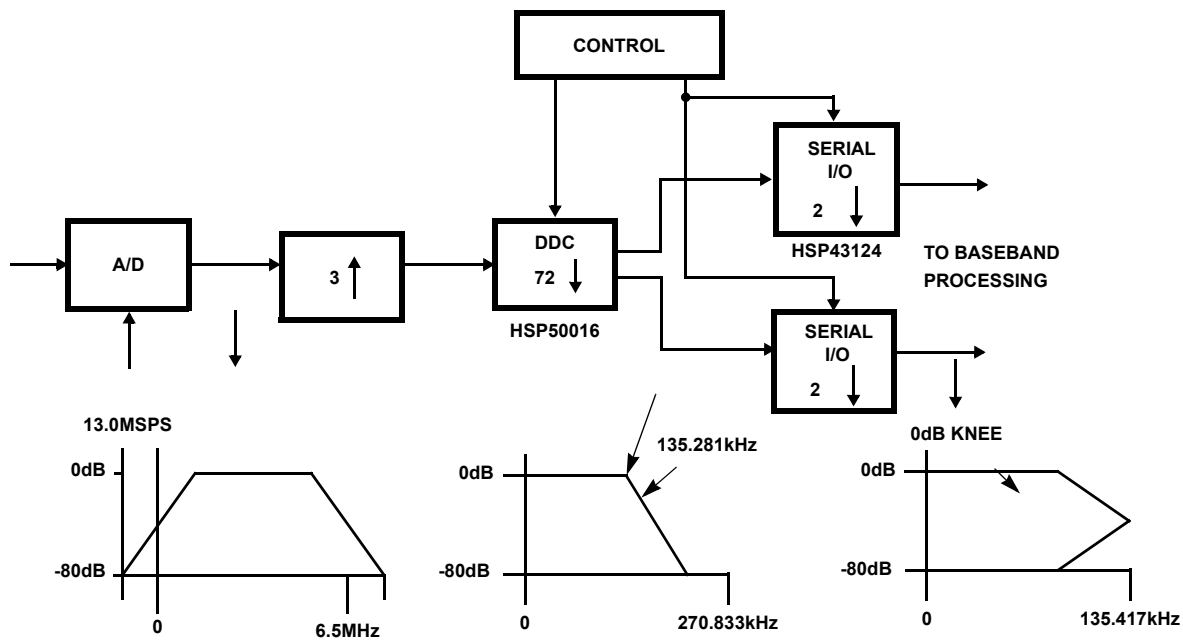 CONTROL
SERIAL
I/O
2
HSP43124
A/D
3
DDC
72
HSP50016
TO BASEBAND
PROCESSING
SERIAL
I/O
2
13.0MSPS
0dB
-80dB
0
6.5MHz
135.281kHz
0dB
-80dB
0
270.833kHz
0dB KNEE
0dB
-80dB
0
135.417kHz